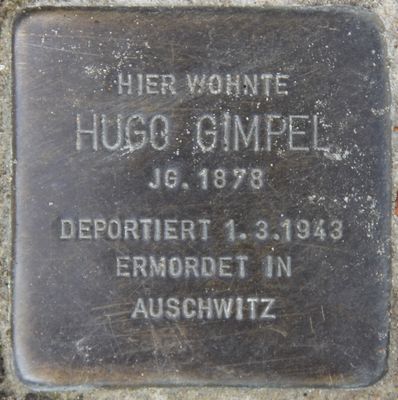 HIER WOHNTE
HUGO GIMPEL
JG. 1878
DEPORTIERT 1.3.1943
ERMORDET IN
AUSCHWITZ